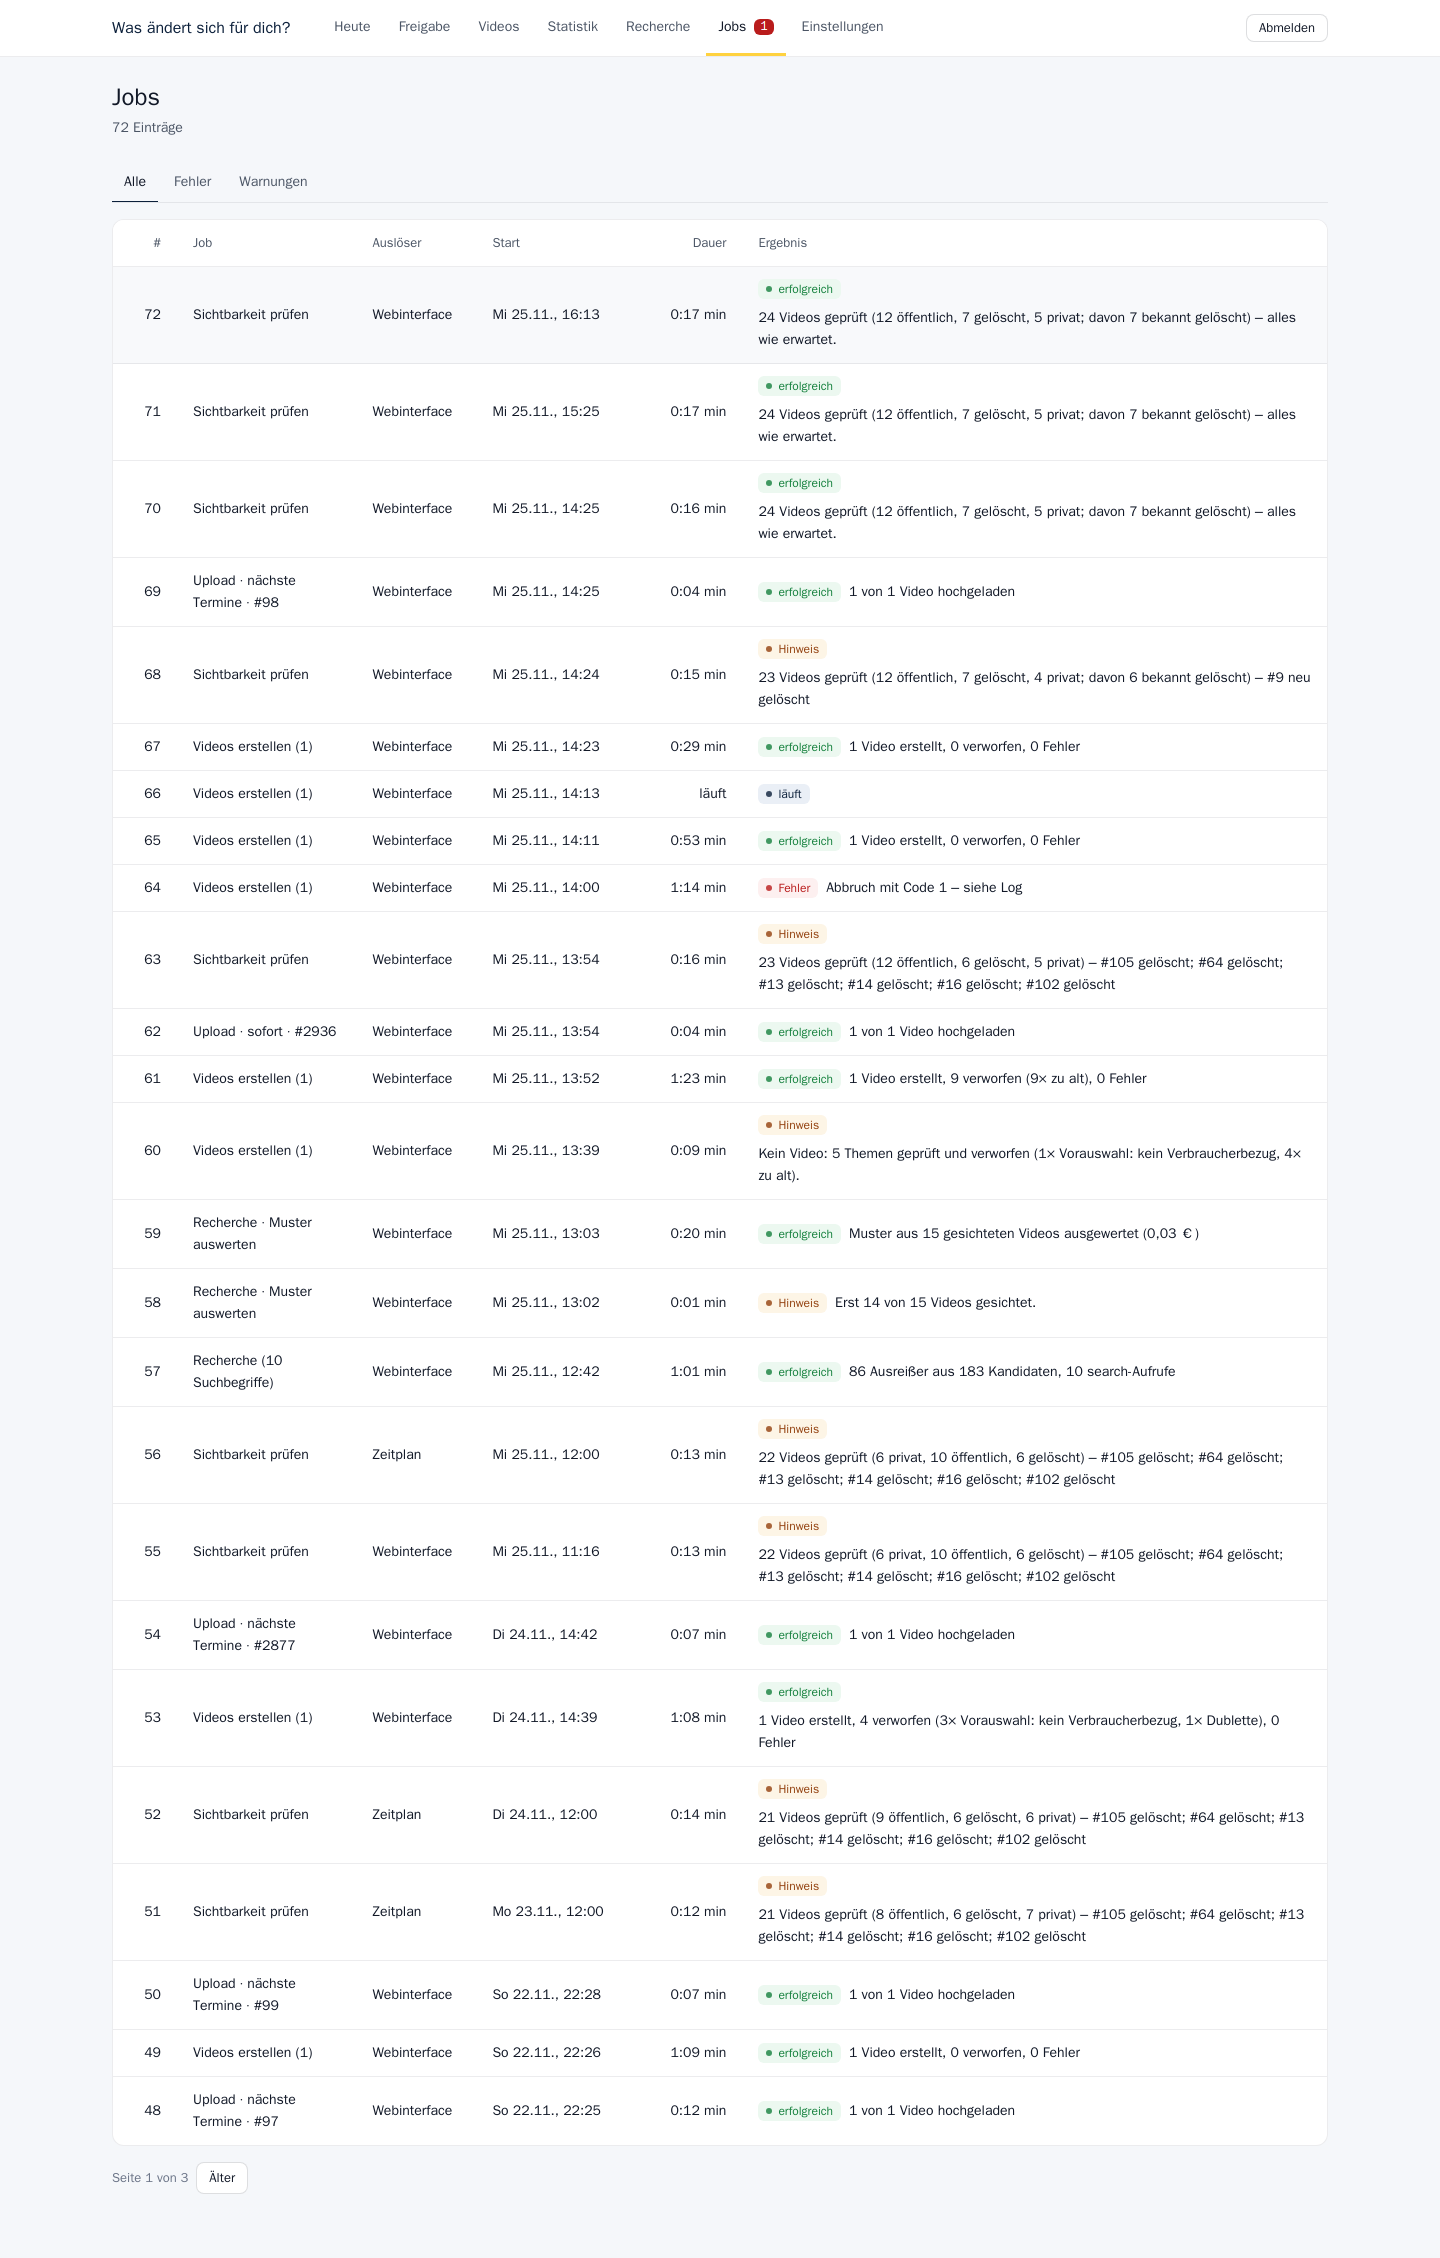 Was ändert sich für dich? Heute Freigabe Videos Statistik Recherche Jobs 1 Einstellungen Abmelden
Jobs
72 Einträge
Alle Fehler Warnungen
# Job Auslöser Start Dauer Ergebnis
72 Sichtbarkeit prüfen Webinterface Mi 25.11., 16:13 0:17 min erfolgreich
24 Videos geprüft (12 öffentlich, 7 gelöscht, 5 privat; davon 7 bekannt gelöscht) – alles
wie erwartet.
71 Sichtbarkeit prüfen Webinterface Mi 25.11., 15:25 0:17 min erfolgreich
24 Videos geprüft (12 öffentlich, 7 gelöscht, 5 privat; davon 7 bekannt gelöscht) – alles
wie erwartet.
70 Sichtbarkeit prüfen Webinterface Mi 25.11., 14:25 0:16 min erfolgreich
24 Videos geprüft (12 öffentlich, 7 gelöscht, 5 privat; davon 7 bekannt gelöscht) – alles
wie erwartet.
69 Upload · nächste
Termine · #98 Webinterface Mi 25.11., 14:25 0:04 min erfolgreich 1 von 1 Video hochgeladen
68 Sichtbarkeit prüfen Webinterface Mi 25.11., 14:24 0:15 min Hinweis
23 Videos geprüft (12 öffentlich, 7 gelöscht, 4 privat; davon 6 bekannt gelöscht) – #9 neu
gelöscht
67 Videos erstellen (1) Webinterface Mi 25.11., 14:23 0:29 min erfolgreich 1 Video erstellt, 0 verworfen, 0 Fehler
66 Videos erstellen (1) Webinterface Mi 25.11., 14:13 läuft läuft
65 Videos erstellen (1) Webinterface Mi 25.11., 14:11 0:53 min erfolgreich 1 Video erstellt, 0 verworfen, 0 Fehler
64 Videos erstellen (1) Webinterface Mi 25.11., 14:00 1:14 min Fehler Abbruch mit Code 1 – siehe Log
63 Sichtbarkeit prüfen Webinterface Mi 25.11., 13:54 0:16 min Hinweis
23 Videos geprüft (12 öffentlich, 6 gelöscht, 5 privat) – #105 gelöscht; #64 gelöscht;
#13 gelöscht; #14 gelöscht; #16 gelöscht; #102 gelöscht
62 Upload · sofort · #2936 Webinterface Mi 25.11., 13:54 0:04 min erfolgreich 1 von 1 Video hochgeladen
61 Videos erstellen (1) Webinterface Mi 25.11., 13:52 1:23 min erfolgreich 1 Video erstellt, 9 verworfen (9× zu alt), 0 Fehler
60 Videos erstellen (1) Webinterface Mi 25.11., 13:39 0:09 min Hinweis
Kein Video: 5 Themen geprüft und verworfen (1× Vorauswahl: kein Verbraucherbezug, 4×
zu alt).
59 Recherche · Muster
auswerten Webinterface Mi 25.11., 13:03 0:20 min erfolgreich Muster aus 15 gesichteten Videos ausgewertet (0,03 €)
58 Recherche · Muster
auswerten Webinterface Mi 25.11., 13:02 0:01 min Hinweis Erst 14 von 15 Videos gesichtet.
57 Recherche (10
Suchbegriffe) Webinterface Mi 25.11., 12:42 1:01 min erfolgreich 86 Ausreißer aus 183 Kandidaten, 10 search-Aufrufe
56 Sichtbarkeit prüfen Zeitplan Mi 25.11., 12:00 0:13 min Hinweis
22 Videos geprüft (6 privat, 10 öffentlich, 6 gelöscht) – #105 gelöscht; #64 gelöscht;
#13 gelöscht; #14 gelöscht; #16 gelöscht; #102 gelöscht
55 Sichtbarkeit prüfen Webinterface Mi 25.11., 11:16 0:13 min Hinweis
22 Videos geprüft (6 privat, 10 öffentlich, 6 gelöscht) – #105 gelöscht; #64 gelöscht;
#13 gelöscht; #14 gelöscht; #16 gelöscht; #102 gelöscht
54 Upload · nächste
Termine · #2877 Webinterface Di 24.11., 14:42 0:07 min erfolgreich 1 von 1 Video hochgeladen
53 Videos erstellen (1) Webinterface Di 24.11., 14:39 1:08 min erfolgreich
1 Video erstellt, 4 verworfen (3× Vorauswahl: kein Verbraucherbezug, 1× Dublette), 0
Fehler
52 Sichtbarkeit prüfen Zeitplan Di 24.11., 12:00 0:14 min Hinweis
21 Videos geprüft (9 öffentlich, 6 gelöscht, 6 privat) – #105 gelöscht; #64 gelöscht; #13
gelöscht; #14 gelöscht; #16 gelöscht; #102 gelöscht
51 Sichtbarkeit prüfen Zeitplan Mo 23.11., 12:00 0:12 min Hinweis
21 Videos geprüft (8 öffentlich, 6 gelöscht, 7 privat) – #105 gelöscht; #64 gelöscht; #13
gelöscht; #14 gelöscht; #16 gelöscht; #102 gelöscht
50 Upload · nächste
Termine · #99 Webinterface So 22.11., 22:28 0:07 min erfolgreich 1 von 1 Video hochgeladen
49 Videos erstellen (1) Webinterface So 22.11., 22:26 1:09 min erfolgreich 1 Video erstellt, 0 verworfen, 0 Fehler
48 Upload · nächste
Termine · #97 Webinterface So 22.11., 22:25 0:12 min erfolgreich 1 von 1 Video hochgeladen
Seite 1 von 3 Älter